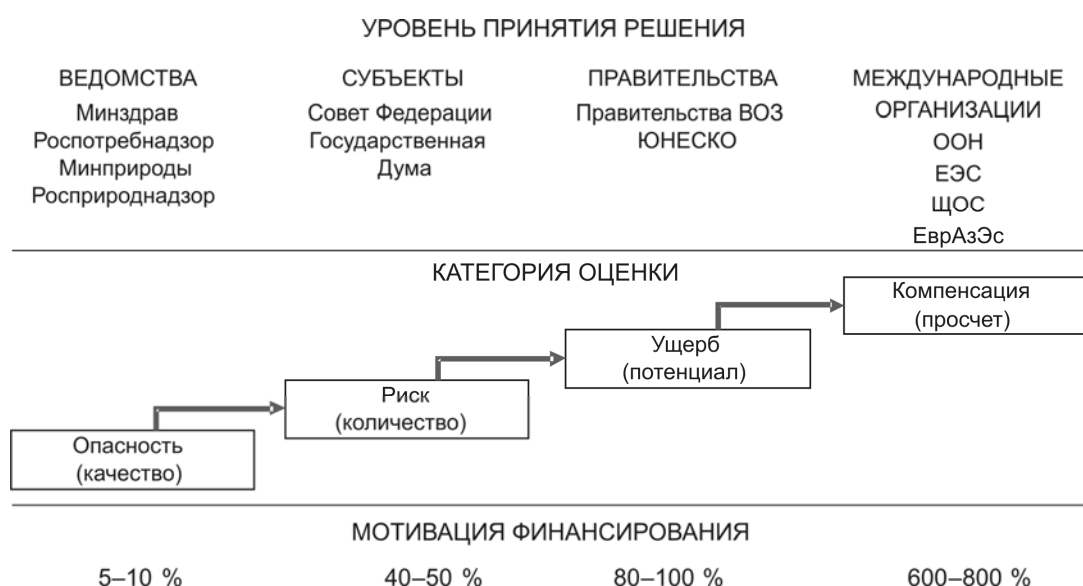 УРОВЕНЬ ПРИНЯТИЯ РЕШЕНИЯ
ВЕДОМСТВА
Минздрав
Роспотребнадзор
Минприроды
Росприроднадзор
СУБЪЕКТЫ
Совет Федерации
Государственная
Дума
ПРАВИТЕЛЬСТВА
Правительства ВОЗ
ЮНЕСКО
МЕЖДУНАРОДНЫЕ
ОРГАНИЗАЦИИ
ООН
ЕЭС
ЩОС
ЕврАзЭс
КАТЕГОРИЯ ОЦЕНКИ
Опасность
(качество)
Риск
(количество)
Ущерб
(потенциал)
Компенсация
(просчет)
МОТИВАЦИЯ ФИНАНСИРОВАНИЯ
5–10 %
40–50 %
80–100 %
600–800 %